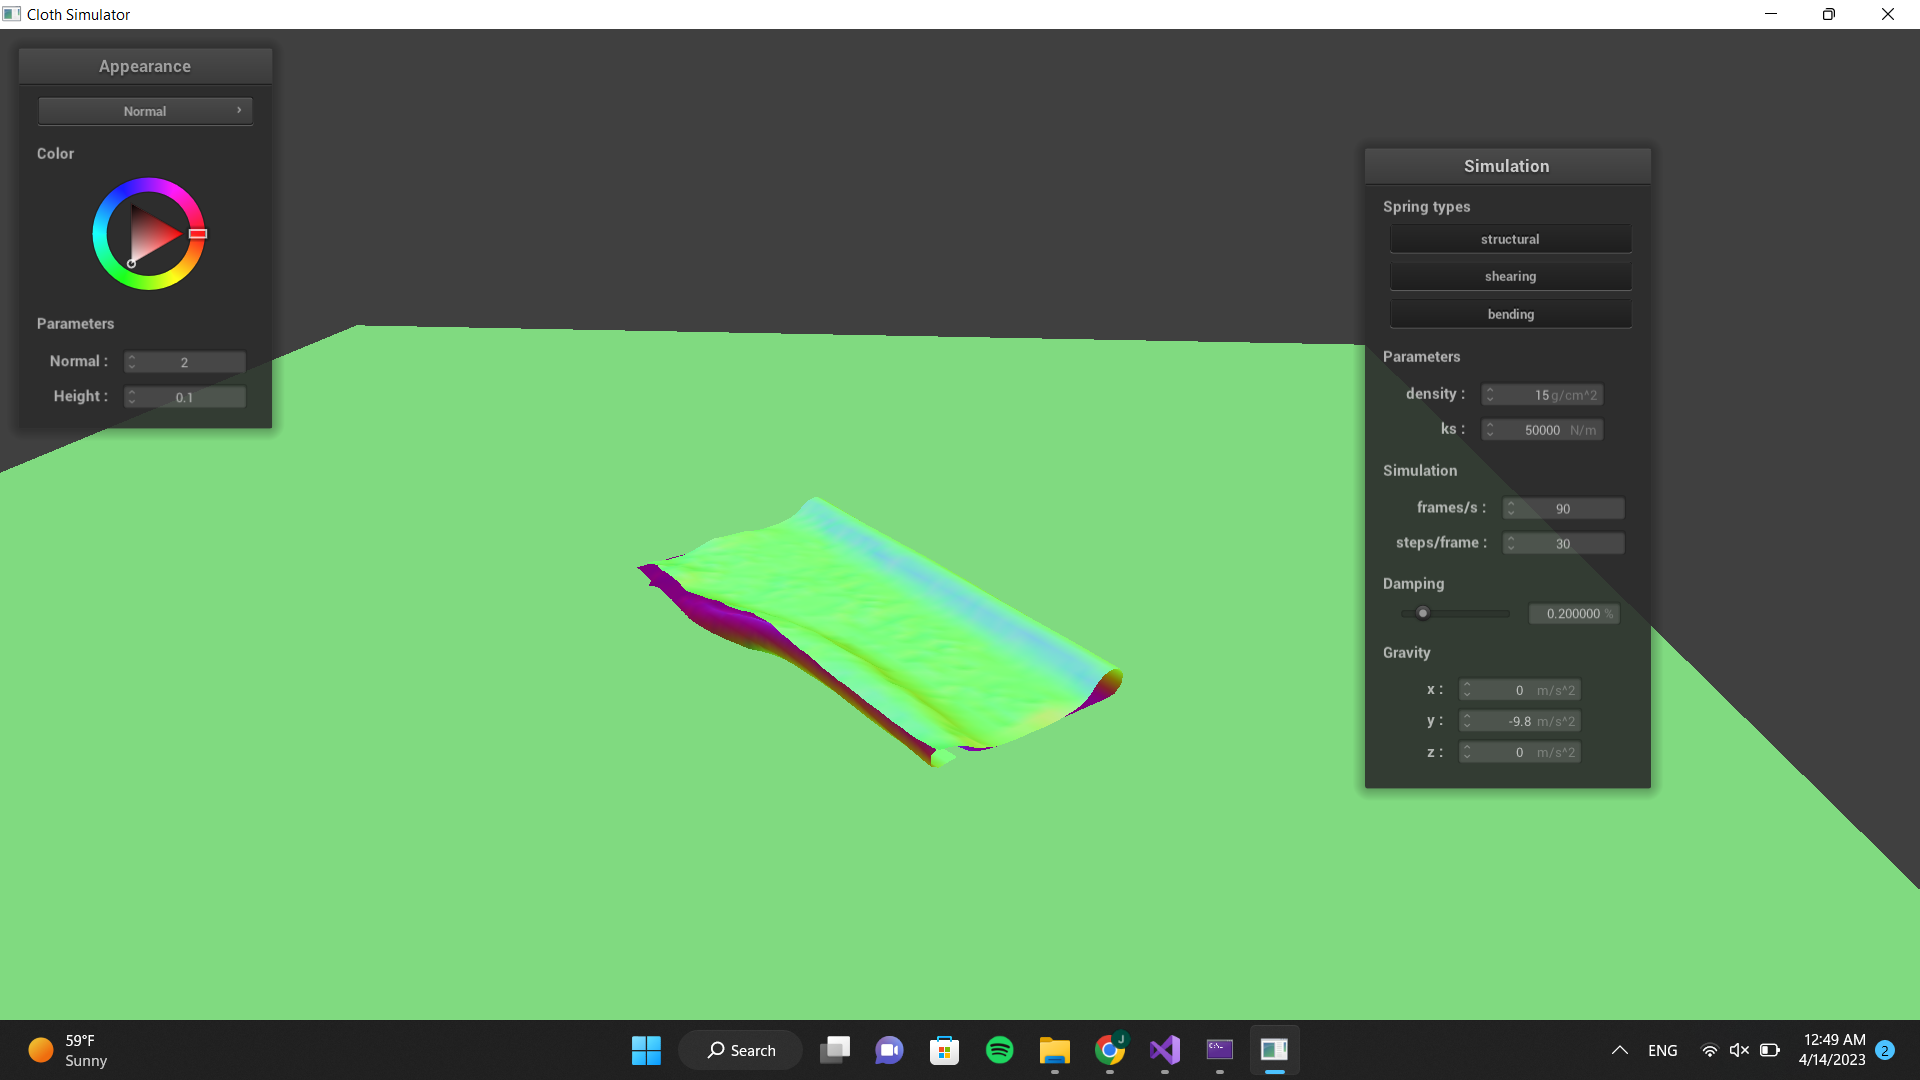 Cloth Simulator
Appearance
Normal
Color
Parameters
Normal : 2
Height : 0.1
Simulation
Spring types
structural
shearing
bending
Parameters
density : 15 g/cm^2
ks : 50000 N/m
Simulation
frames/s : 90
steps/frame : 30
Damping
0.200000 %
Gravity
x : 0 m/s^2
y : -9.8 m/s^2
z : 0 m/s^2
59°F
Sunny
Search
J
C:\_
ENG
12:49 AM
4/14/2023
2